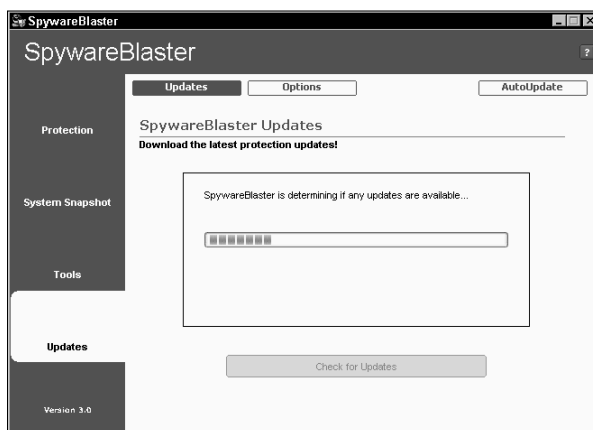 SpywareBlaster
SpywareBlaster
?
Updates Options AutoUpdate
Protection
SpywareBlaster Updates
Download the latest protection updates!
System Snapshot
SpywareBlaster is determining if any updates are available...
Tools
Updates
Check for Updates
Version 3.0